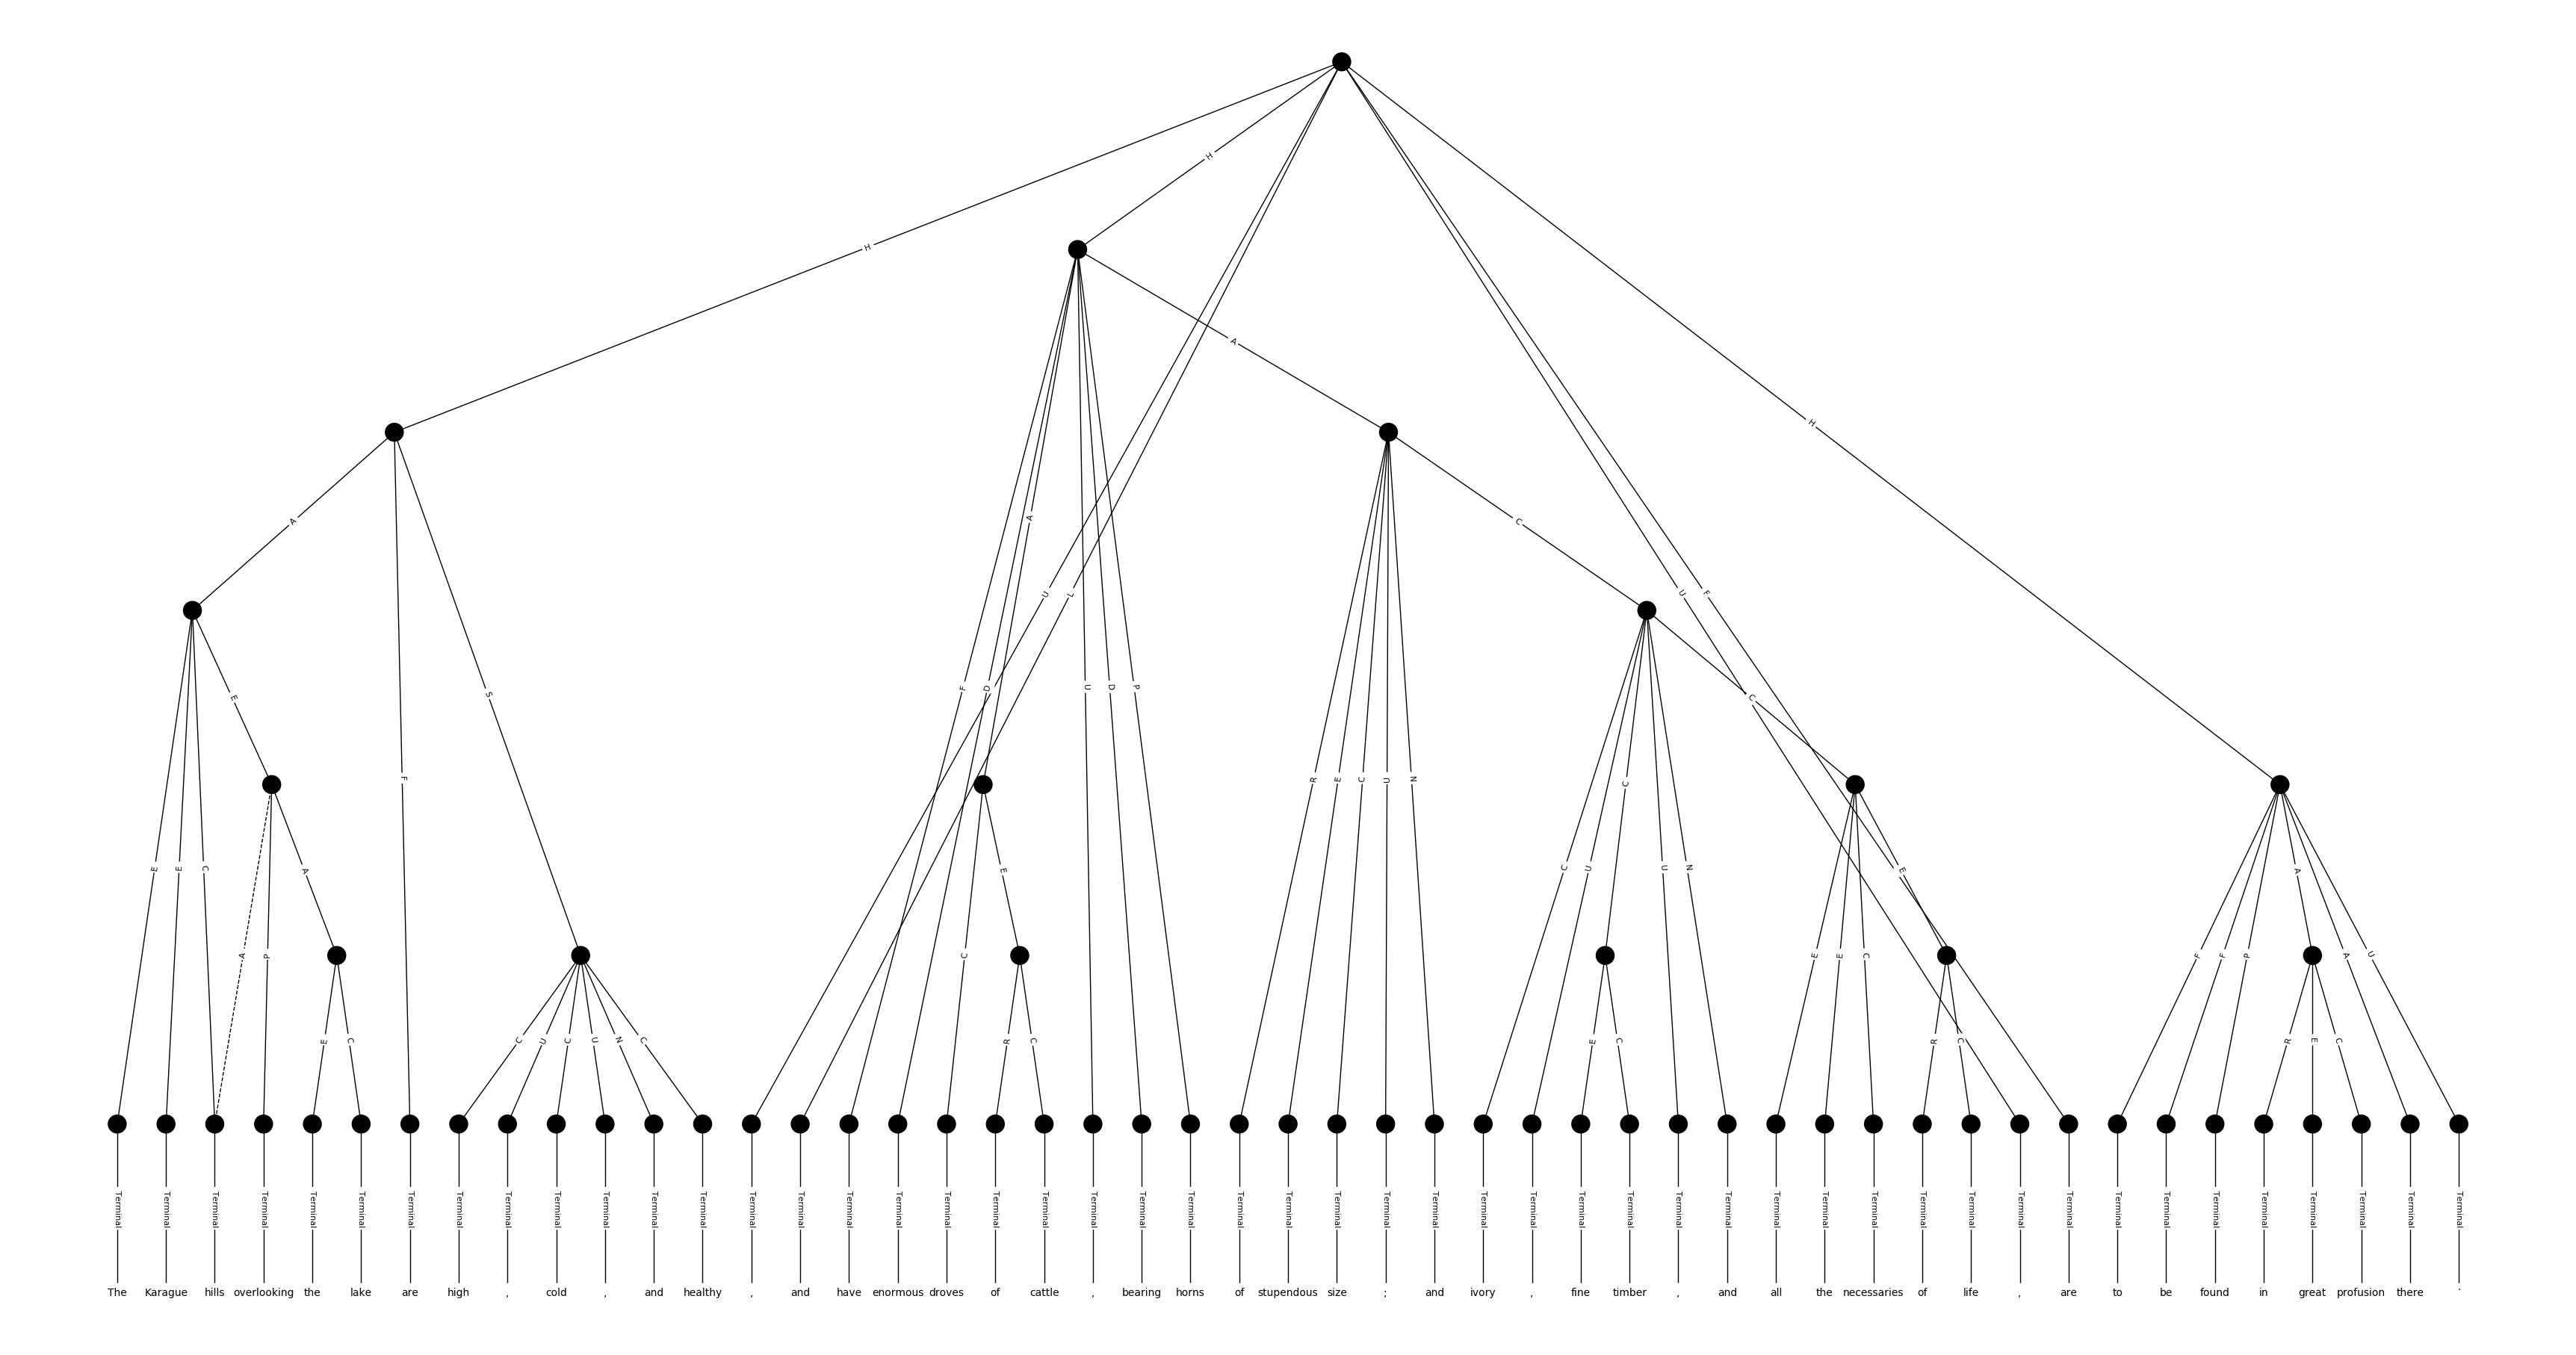 H
H
A
H
A A C
U L U F
E S F D U D P C
F R E C U N C
E E C A E C U U N E A
A P C E E C F F P A U
E C C U C U N C R C E C R C R E C
Terminal Terminal Terminal Terminal Terminal Terminal Terminal Terminal Terminal Terminal Terminal Terminal Terminal Terminal Terminal Terminal Terminal Terminal Terminal Terminal Terminal Terminal Terminal Terminal Terminal Terminal Terminal Terminal Terminal Terminal Terminal Terminal Terminal Terminal Terminal Terminal Terminal Terminal Terminal Terminal Terminal Terminal Terminal Terminal Terminal Terminal Terminal Terminal Terminal
The Karague hills overlooking the lake are high , cold , and healthy , and have enormous droves of cattle , bearing horns of stupendous size ; and ivory , fine timber , and all the necessaries of life , are to be found in great profusion there .